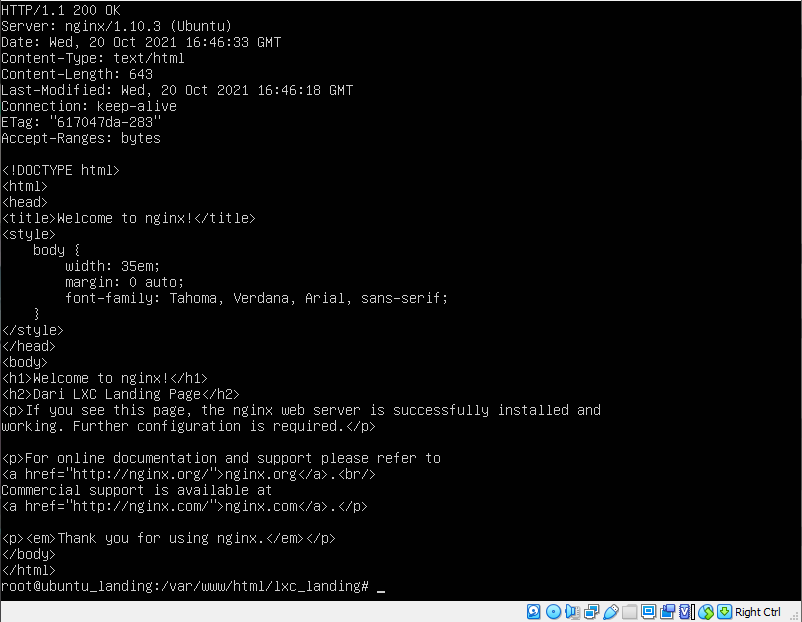 HTTP/1.1 200 OK
Server: nginx/1.10.3 (Ubuntu)
Date: Wed, 20 Oct 2021 16:46:33 GMT
Content-Type: text/html
Content-Length: 643
Last-Modified: Wed, 20 Oct 2021 16:46:18 GMT
Connection: keep-alive
ETag: "617047da-283"
Accept-Ranges: bytes

<!DOCTYPE html>
<html>
<head>
<title>Welcome to nginx!</title>
<style>
    body {
        width: 35em;
        margin: 0 auto;
        font-family: Tahoma, Verdana, Arial, sans-serif;
    }
</style>
</head>
<body>
<h1>Welcome to nginx!</h1>
<h2>Dari LXC Landing Page</h2>
<p>If you see this page, the nginx web server is successfully installed and
working. Further configuration is required.</p>

<p>For online documentation and support please refer to
<a href="http://nginx.org/">nginx.org</a>.<br/>
Commercial support is available at
<a href="http://nginx.com/">nginx.com</a>.</p>

<p><em>Thank you for using nginx.</em></p>
</body>
</html>
root@ubuntu_landing:/var/www/html/lxc_landing# _
Right Ctrl